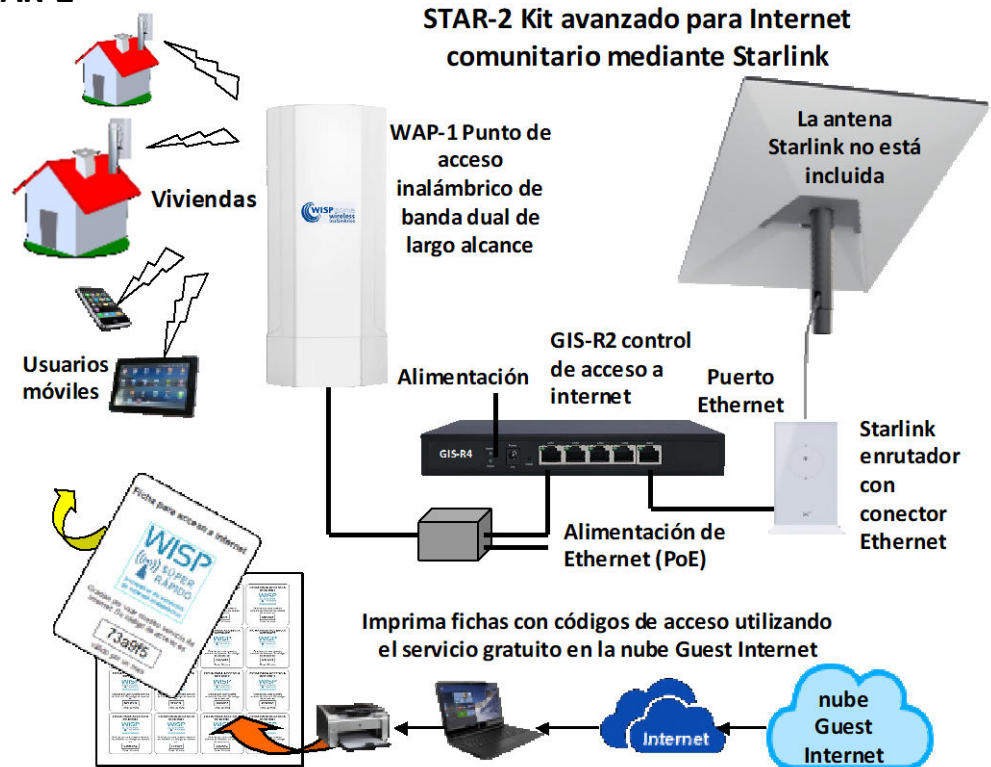 STAR-2 Kit avanzado para Internet
comunitario mediante Starlink
WAP-1 Punto de
acceso
inalámbrico de
banda dual de
largo alcance
La antena
Starlink no está
incluida
Viviendas
WISPzone
wireless
inalámbrico
Usuarios
móviles
Alimentación
GIS-R2 control
de acceso a
internet
Puerto
Ethernet
GIS-R4
Starlink
enrutador
con
conector
Ethernet
Alimentación de
Ethernet (PoE)
Ficha para acceso a internet
WISP
SÚPER
RÁPIDO
73a9f5
Imprima fichas con códigos de acceso utilizando
el servicio gratuito en la nube Guest Internet
Internet
nube
Guest
Internet